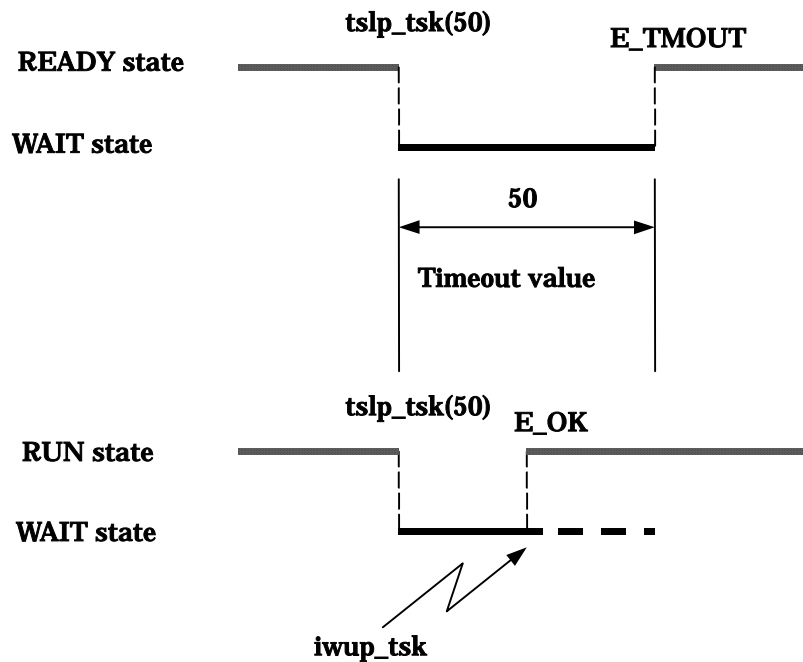 tslp_tsk(50)
E_TMOUT
READY state
WAIT state
50
Timeout value
tslp_tsk(50)
E_OK
RUN state
WAIT state
iwup_tsk